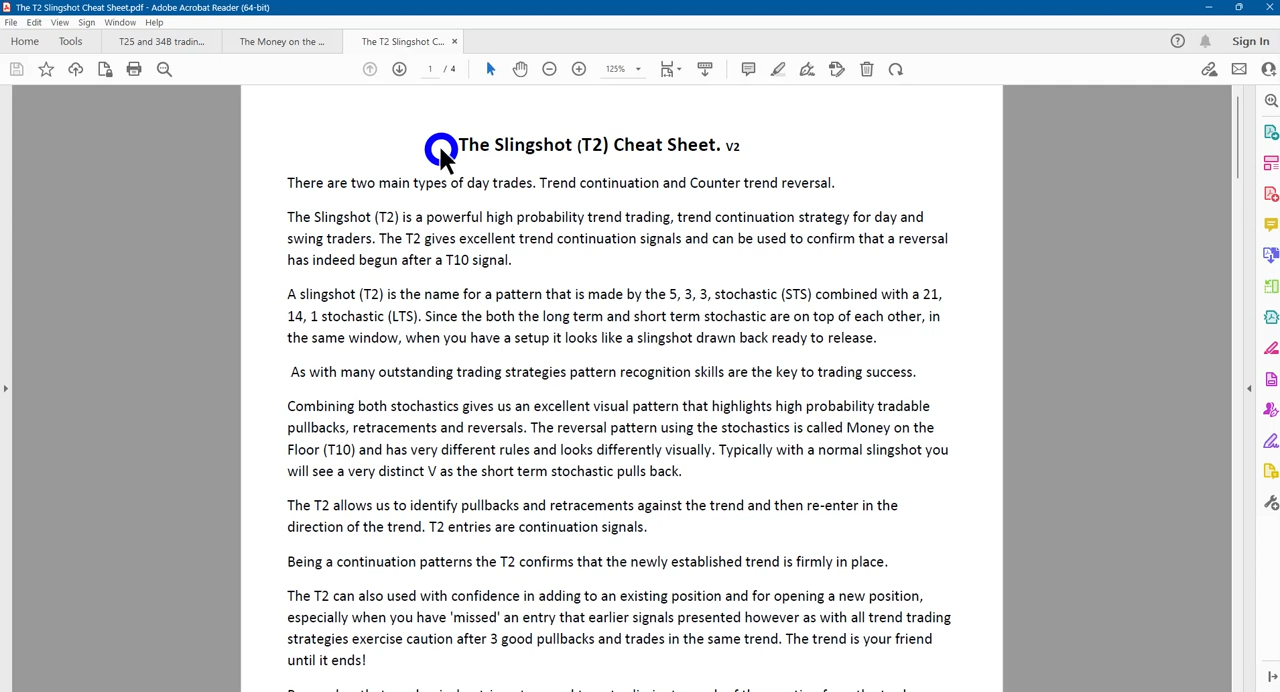 The T2 Slingshot Cheat Sheet.pdf - Adobe Acrobat Reader (64-bit)
File Edit View Sign Window Help
Home Tools T25 and 34B tradin... The Money on the ... The T2 Slingshot C... × Sign In
1 / 4 125%
The Slingshot (T2) Cheat Sheet. V2
There are two main types of day trades. Trend continuation and Counter trend reversal.
The Slingshot (T2) is a powerful high probability trend trading, trend continuation strategy for day and
swing traders. The T2 gives excellent trend continuation signals and can be used to confirm that a reversal
has indeed begun after a T10 signal.
A slingshot (T2) is the name for a pattern that is made by the 5, 3, 3, stochastic (STS) combined with a 21,
14, 1 stochastic (LTS). Since the both the long term and short term stochastic are on top of each other, in
the same window, when you have a setup it looks like a slingshot drawn back ready to release.
As with many outstanding trading strategies pattern recognition skills are the key to trading success.
Combining both stochastics gives us an excellent visual pattern that highlights high probability tradable
pullbacks, retracements and reversals. The reversal pattern using the stochastics is called Money on the
Floor (T10) and has very different rules and looks differently visually. Typically with a normal slingshot you
will see a very distinct V as the short term stochastic pulls back.
The T2 allows us to identify pullbacks and retracements against the trend and then re-enter in the
direction of the trend. T2 entries are continuation signals.
Being a continuation patterns the T2 confirms that the newly established trend is firmly in place.
The T2 can also used with confidence in adding to an existing position and for opening a new position,
especially when you have 'missed' an entry that earlier signals presented however as with all trend trading
strategies exercise caution after 3 good pullbacks and trades in the same trend. The trend is your friend
until it ends!